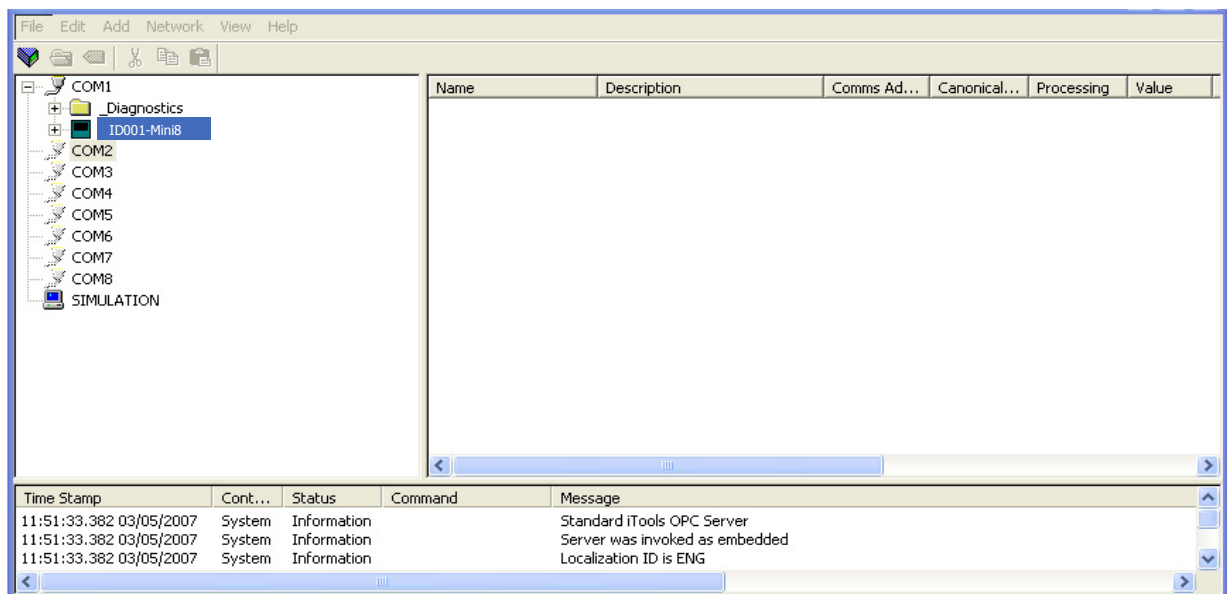 File Edit Add Network View Help
COM1
_Diagnostics
ID001-Mini8
COM2
COM3
COM4
COM5
COM6
COM7
COM8
SIMULATION
Name Description Comms Ad... Canonical... Processing Value
Time Stamp Cont... Status Command Message
11:51:33.382 03/05/2007 System Information Standard iTools OPC Server
11:51:33.382 03/05/2007 System Information Server was invoked as embedded
11:51:33.382 03/05/2007 System Information Localization ID is ENG